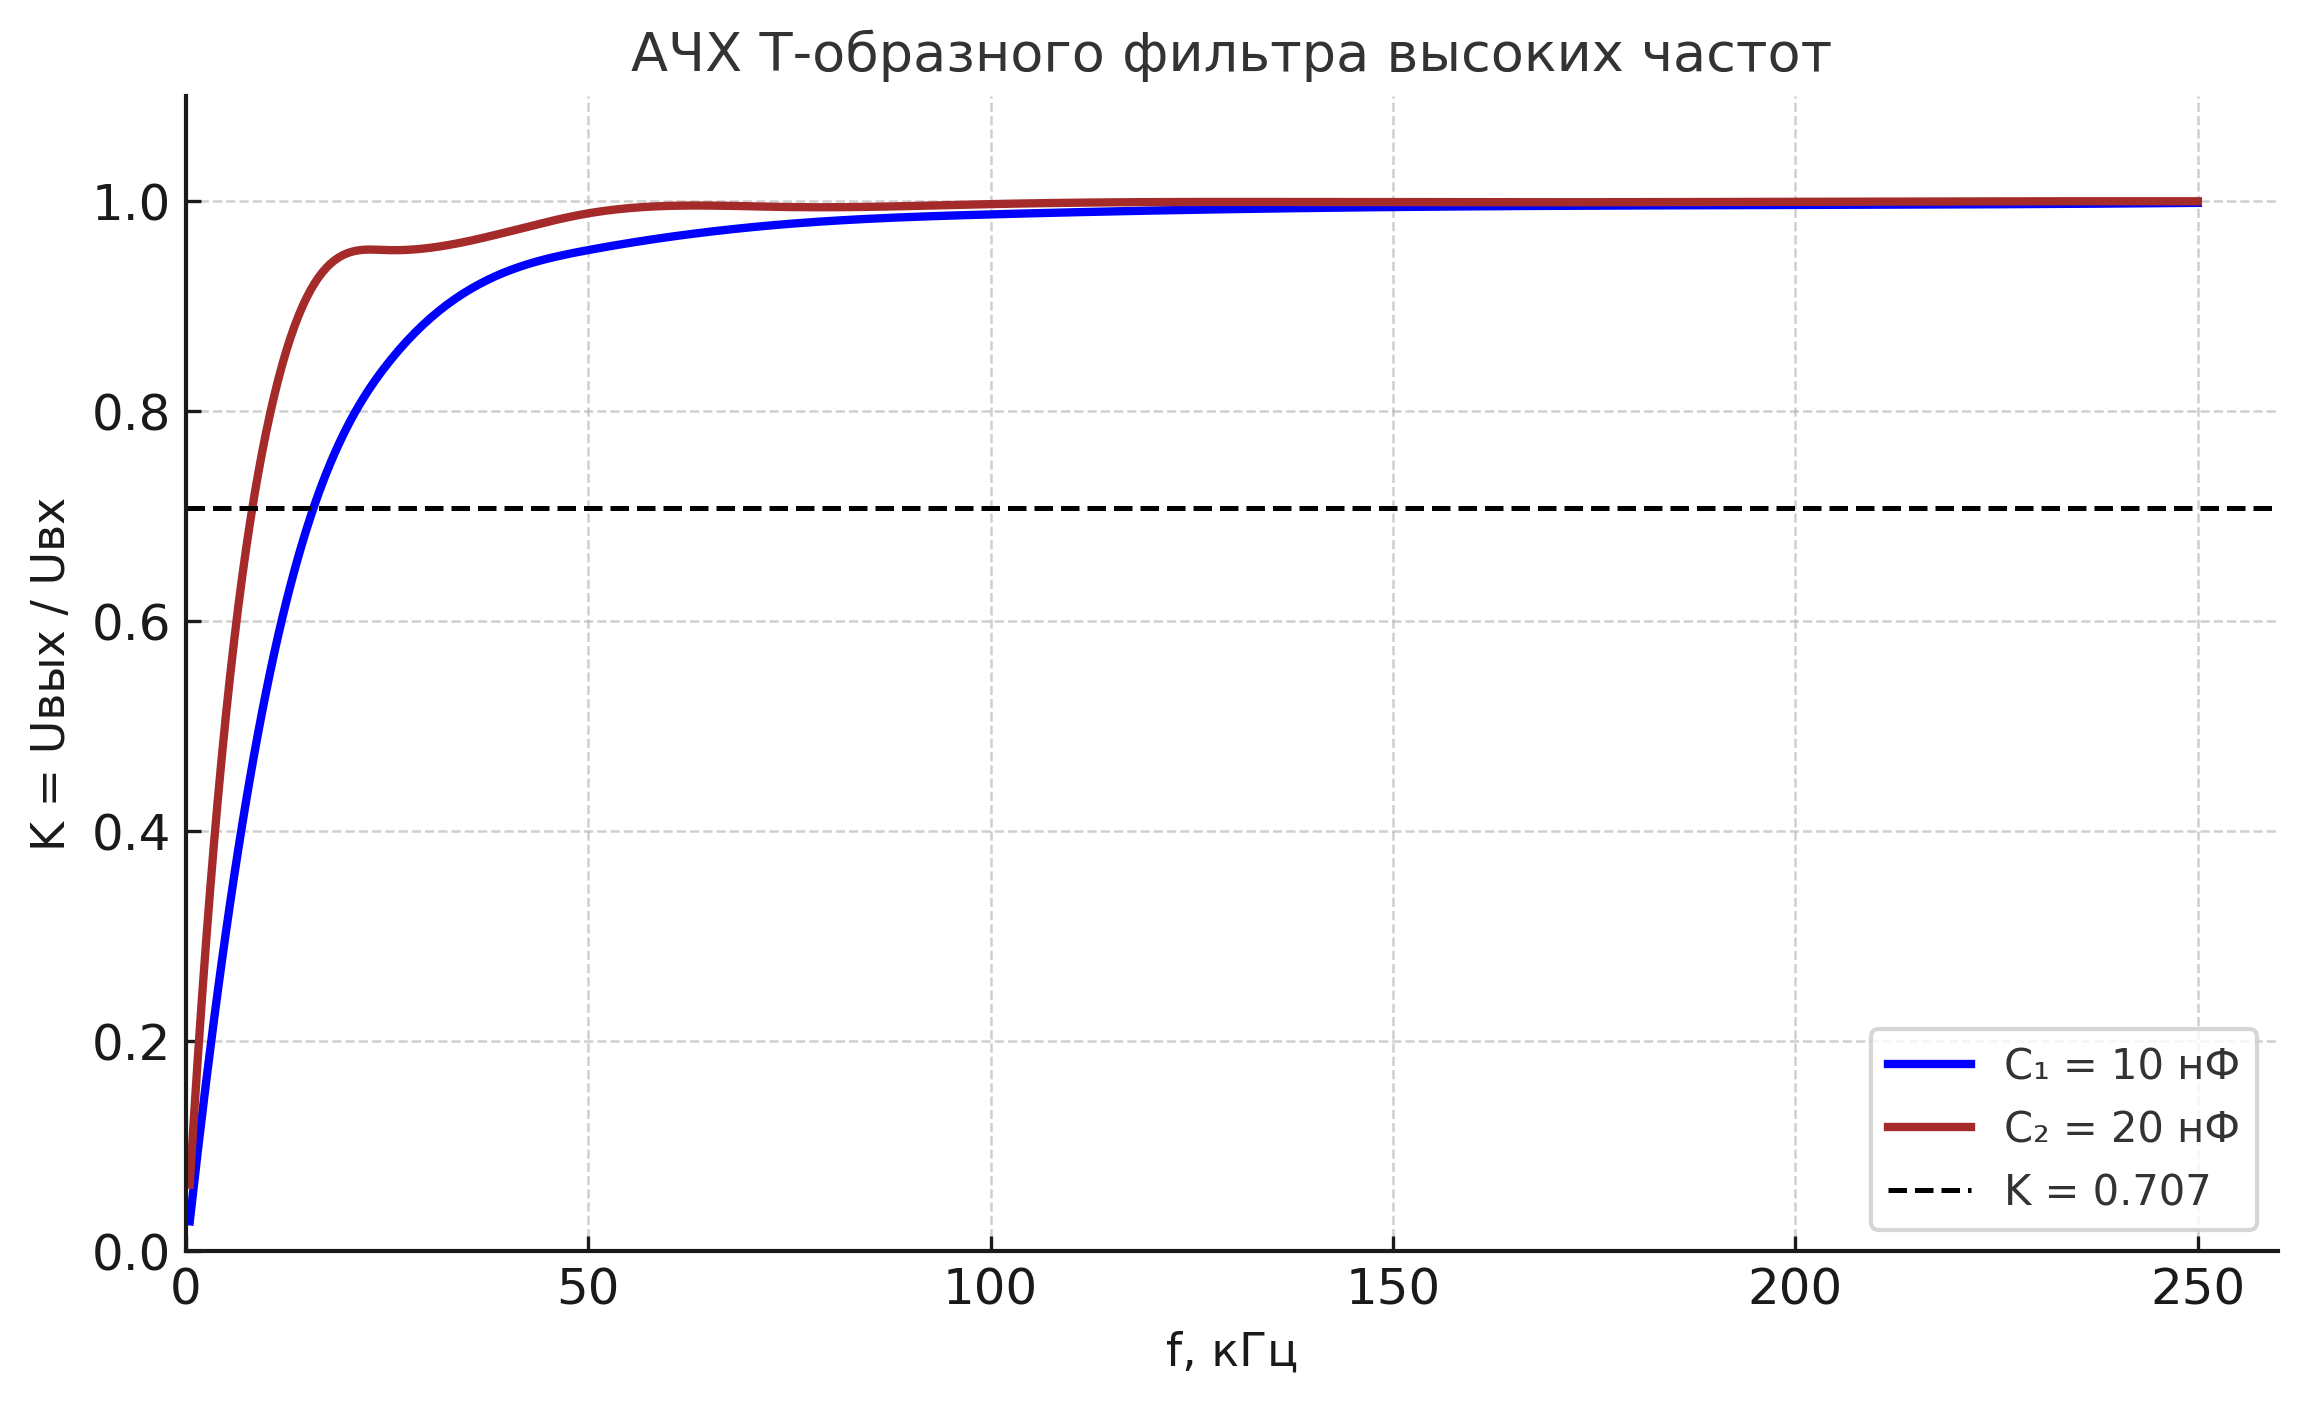 АЧХ Т-образного фильтра высоких частот
K = Uвых / Uвх
1.0
0.8
0.6
0.4
0.2
0.0
0
50
100
150
200
250
f, кГц
C₁ = 10 нФ
C₂ = 20 нФ
K = 0.707